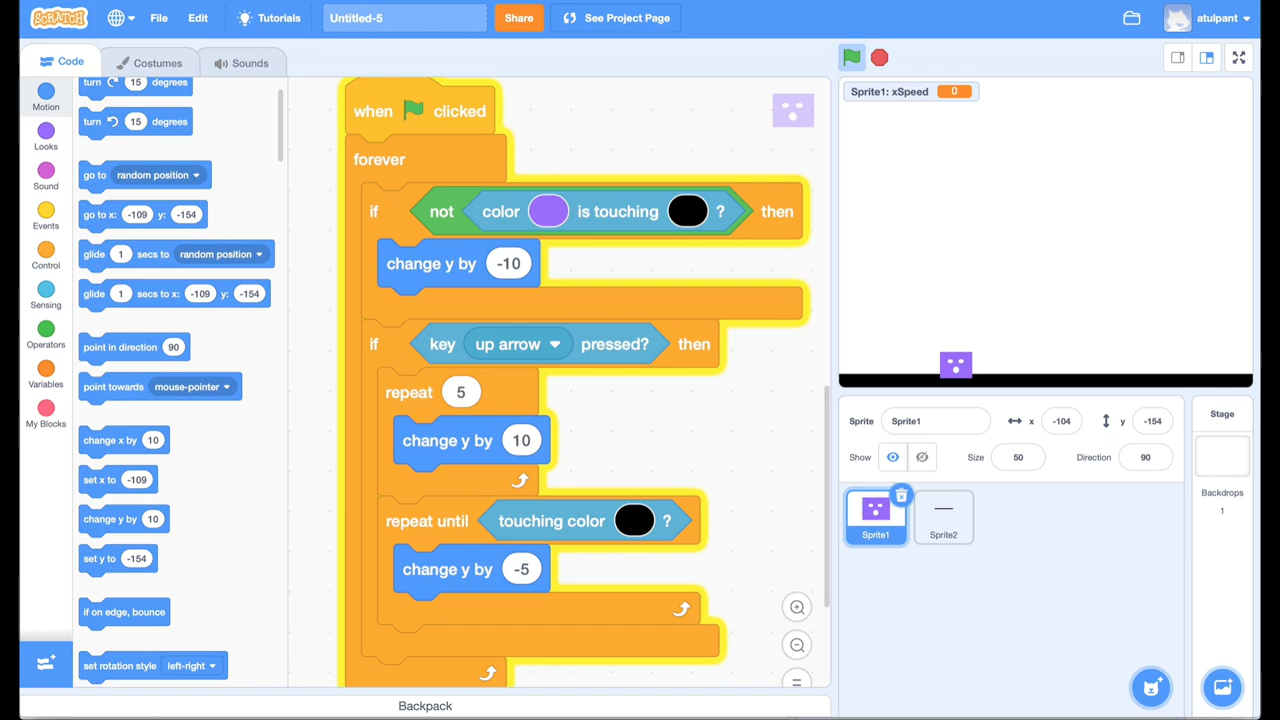 SCRATCH File Edit Tutorials Untitled-5 Share See Project Page atulpant
Code Costumes Sounds
Motion
Looks
Sound
Events
Control
Sensing
Operators
Variables
My Blocks
turn 15 degrees
turn 15 degrees
go to random position
go to x: -109 y: -154
glide 1 secs to random position
glide 1 secs to x: -109 y: -154
point in direction 90
point towards mouse-pointer
change x by 10
set x to -109
change y by 10
set y to -154
if on edge, bounce
set rotation style left-right
when clicked
forever
if not color is touching ? then
change y by -10
if key up arrow pressed? then
repeat 5
change y by 10
repeat until touching color ?
change y by -5
Backpack
Sprite1: xSpeed 0
Sprite Sprite1 x -104 y -154
Show Size 50 Direction 90
Sprite1 Sprite2
Stage
Backdrops
1